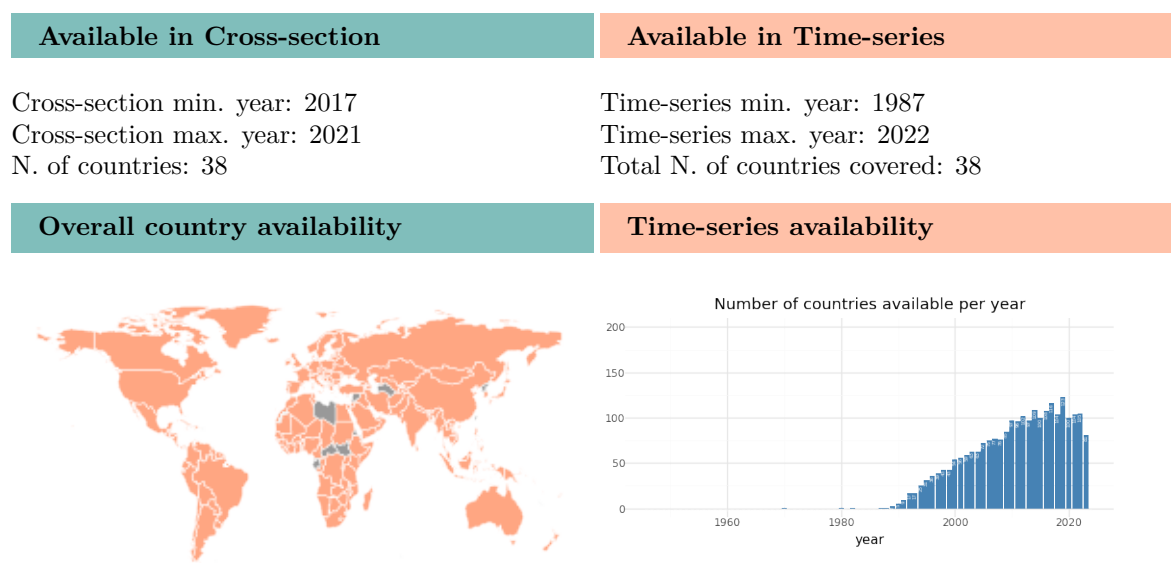 Available in Cross-section
Available in Time-series
Cross-section min. year: 2017
Cross-section max. year: 2021
N. of countries: 38
Time-series min. year: 1987
Time-series max. year: 2022
Total N. of countries covered: 38
Overall country availability
Time-series availability
Number of countries available per year
200
150
100
50
0
1960
1980
2000
2020
year